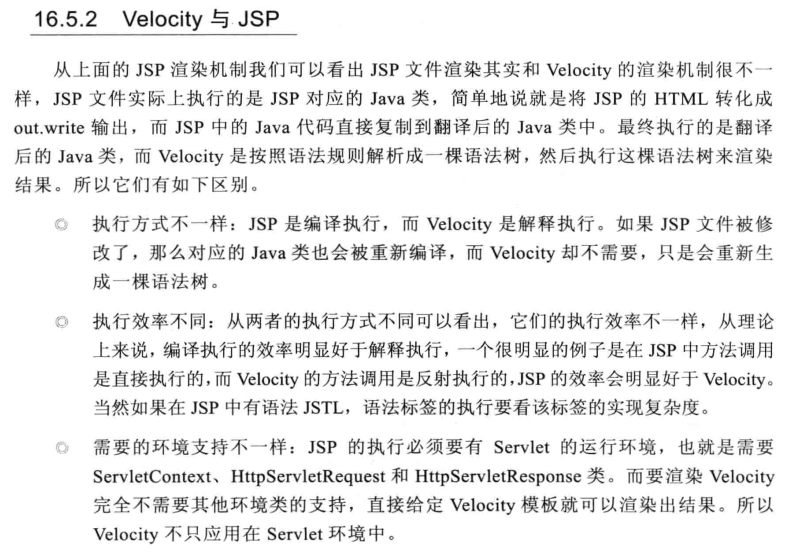 16.5.2 Velocity 与 JSP
从上面的 JSP 渲染机制我们可以看出 JSP 文件渲染其实和 Velocity 的渲染机制很不一
样，JSP 文件实际上执行的是 JSP 对应的 Java 类，简单地说就是将 JSP 的 HTML 转化成
out.write 输出，而 JSP 中的 Java 代码直接复制到翻译后的 Java 类中。最终执行的是翻译
后的 Java 类，而 Velocity 是按照语法规则解析成一棵语法树，然后执行这棵语法树来渲染
结果。所以它们有如下区别。
◎ 执行方式不一样：JSP 是编译执行，而 Velocity 是解释执行。如果 JSP 文件被修
改了，那么对应的 Java 类也会被重新编译，而 Velocity 却不需要，只是会重新生
成一棵语法树。
◎ 执行效率不同：从两者的执行方式不同可以看出，它们的执行效率不一样，从理论
上来说，编译执行的效率明显好于解释执行，一个很明显的例子是在 JSP 中方法调用
是直接执行的，而 Velocity 的方法调用是反射执行的，JSP 的效率会明显好于 Velocity。
当然如果在 JSP 中有语法 JSTL，语法标签的执行要看该标签的实现复杂度。
◎ 需要的环境支持不一样：JSP 的执行必须要有 Servlet 的运行环境，也就是需要
ServletContext、HttpServletRequest 和 HttpServletResponse 类。而要渲染 Velocity
完全不需要其他环境类的支持，直接给定 Velocity 模板就可以渲染出结果。所以
Velocity 不只应用在 Servlet 环境中。